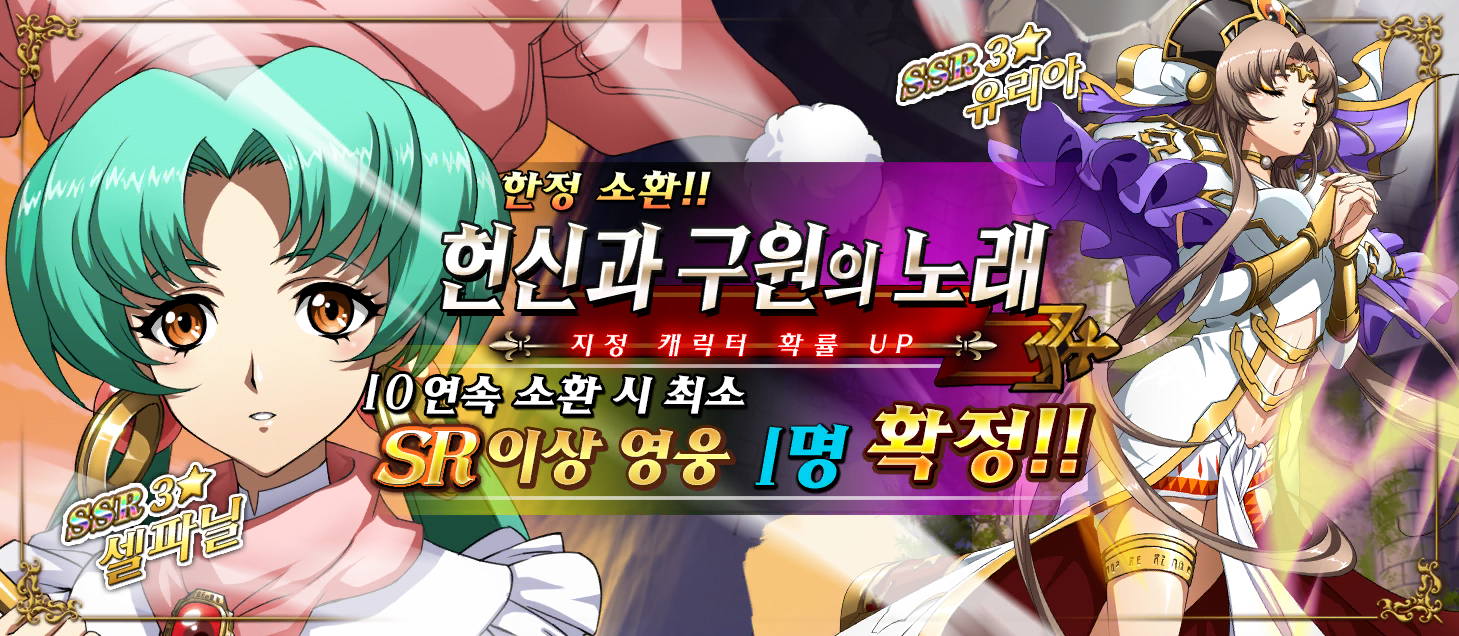 SSR 3★
유리아
한정 소환!!
헌신과 구원의 노래
지정 캐릭터 확률 UP
10연속 소환 시 최소
SR이상 영웅 1명 확정!!
SSR 3★
셀파닐